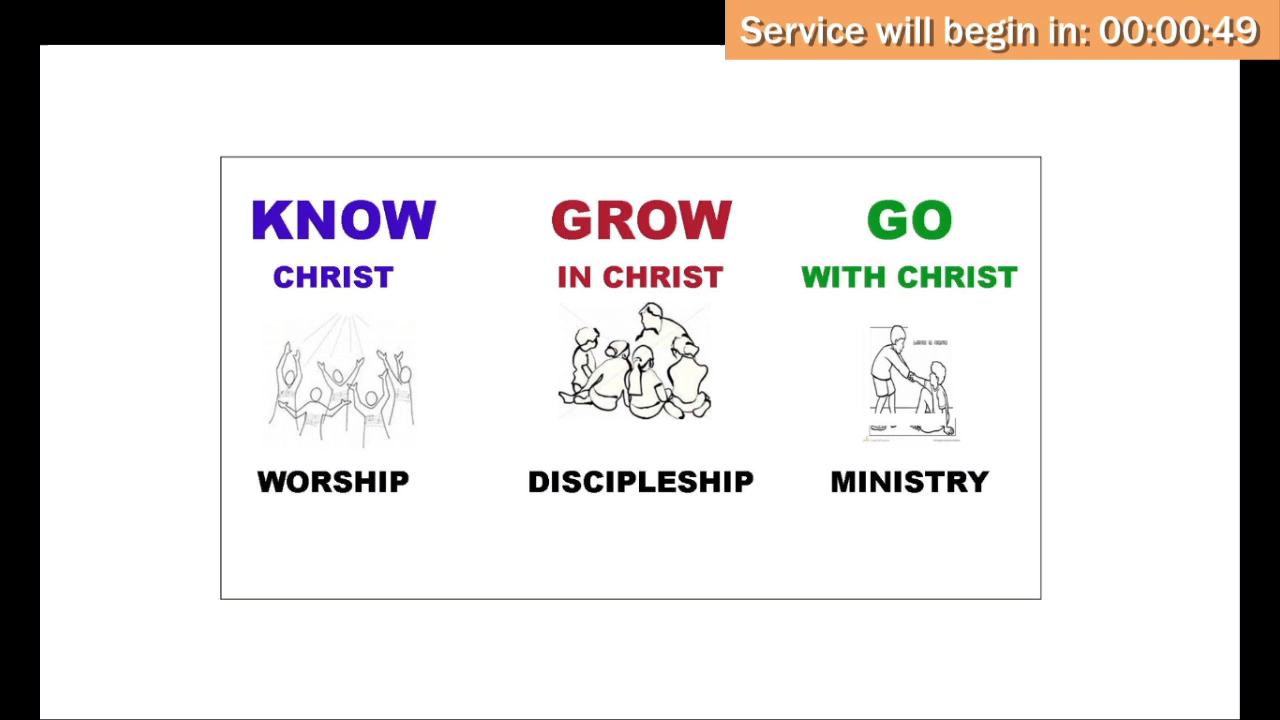 Service will begin in: 00:00:49
KNOW
CHRIST
WORSHIP
GROW
IN CHRIST
DISCIPLESHIP
GO
WITH CHRIST
MINISTRY